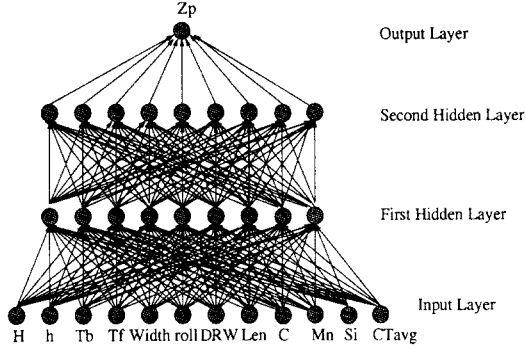 Zp
Output Layer
Second Hidden Layer
First Hidden Layer
Input Layer
H h Tb Tf Width roll DRW Len C Mn Si CTavg